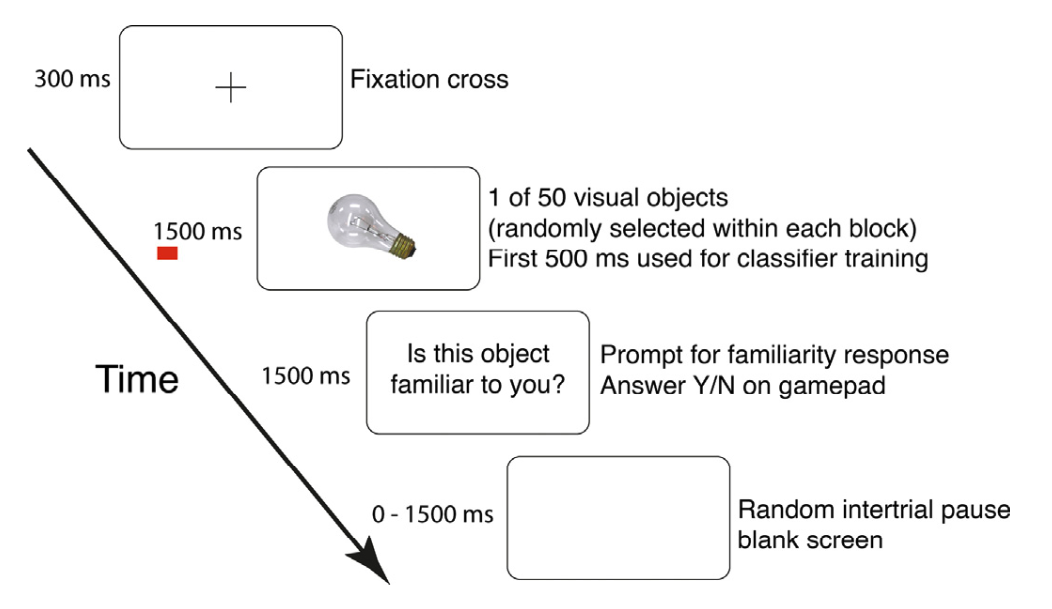 300 ms
Fixation cross
1500 ms
1 of 50 visual objects
(randomly selected within each block)
First 500 ms used for classifier training
Time
1500 ms
Is this object
familiar to you?
Prompt for familiarity response
Answer Y/N on gamepad
0 - 1500 ms
Random intertrial pause
blank screen